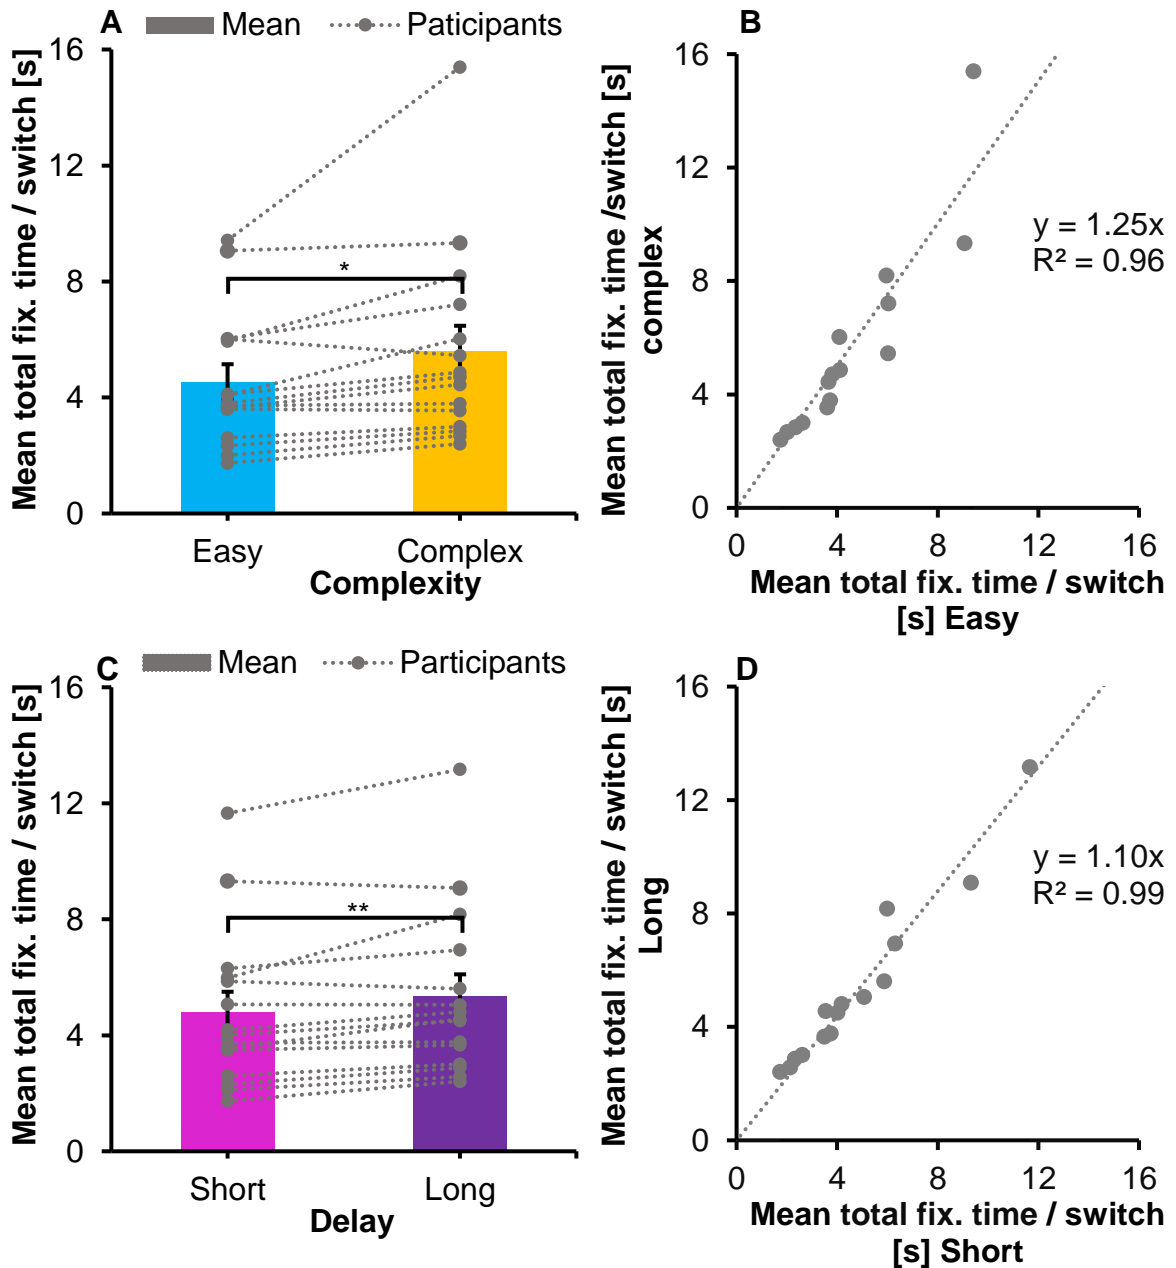 A
Mean
Paticipants
Mean total fix. time / switch [s]
16
12
8
4
0
*
Easy
Complex
Complexity
B
Mean total fix. time /switch [s]
complex
16
12
8
4
0
y = 1.25x
R² = 0.96
0
4
8
12
16
Mean total fix. time / switch
[s] Easy
C
Mean
Participants
Mean total fix. time / switch [s]
16
12
8
4
0
**
Short
Long
Delay
D
Mean total fix. time / switch [s]
Long
16
12
8
4
0
y = 1.10x
R² = 0.99
0
4
8
12
16
Mean total fix. time / switch
[s] Short